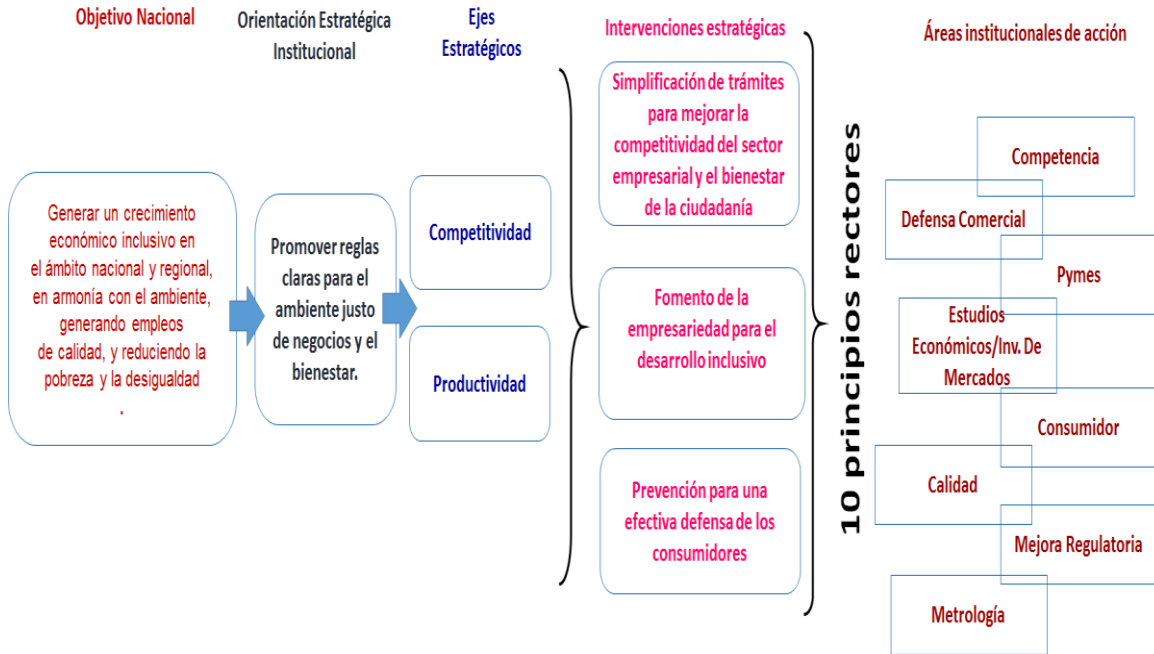 Objetivo Nacional
Orientación Estratégica
Institucional
Ejes
Estratégicos
Intervenciones estratégicas
Áreas institucionales de acción
Generar un crecimiento
económico inclusivo en
el ámbito nacional y regional,
en armonía con el ambiente,
generando empleos
de calidad, y reduciendo la
pobreza y la desigualdad
.
Promover reglas
claras para el
ambiente justo
de negocios y el
bienestar.
Competitividad
Productividad
Simplificación de trámites
para mejorar la
competitividad del sector
empresarial y el bienestar
de la ciudadanía
Fomento de la
empresariedad para el
desarrollo inclusivo
Prevención para una
efectiva defensa de los
consumidores
10 principios rectores
Competencia
Defensa Comercial
Pymes
Estudios
Económicos/Inv. De
Mercados
Consumidor
Calidad
Mejora Regulatoria
Metrología